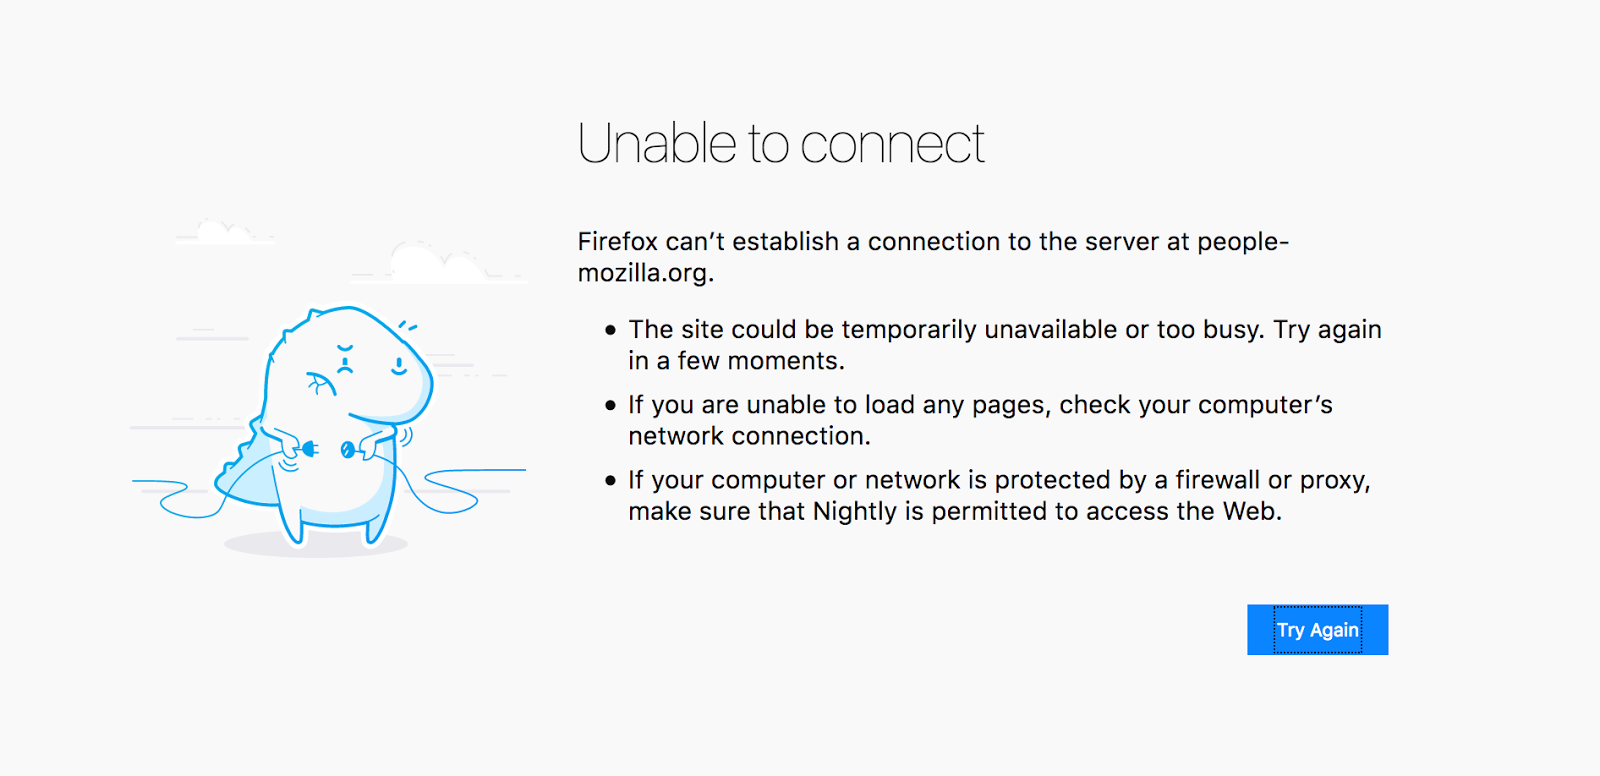 Unable to connect
Firefox can’t establish a connection to the server at people-
mozilla.org.
• The site could be temporarily unavailable or too busy. Try again
in a few moments.
• If you are unable to load any pages, check your computer’s
network connection.
• If your computer or network is protected by a firewall or proxy,
make sure that Nightly is permitted to access the Web.
Try Again